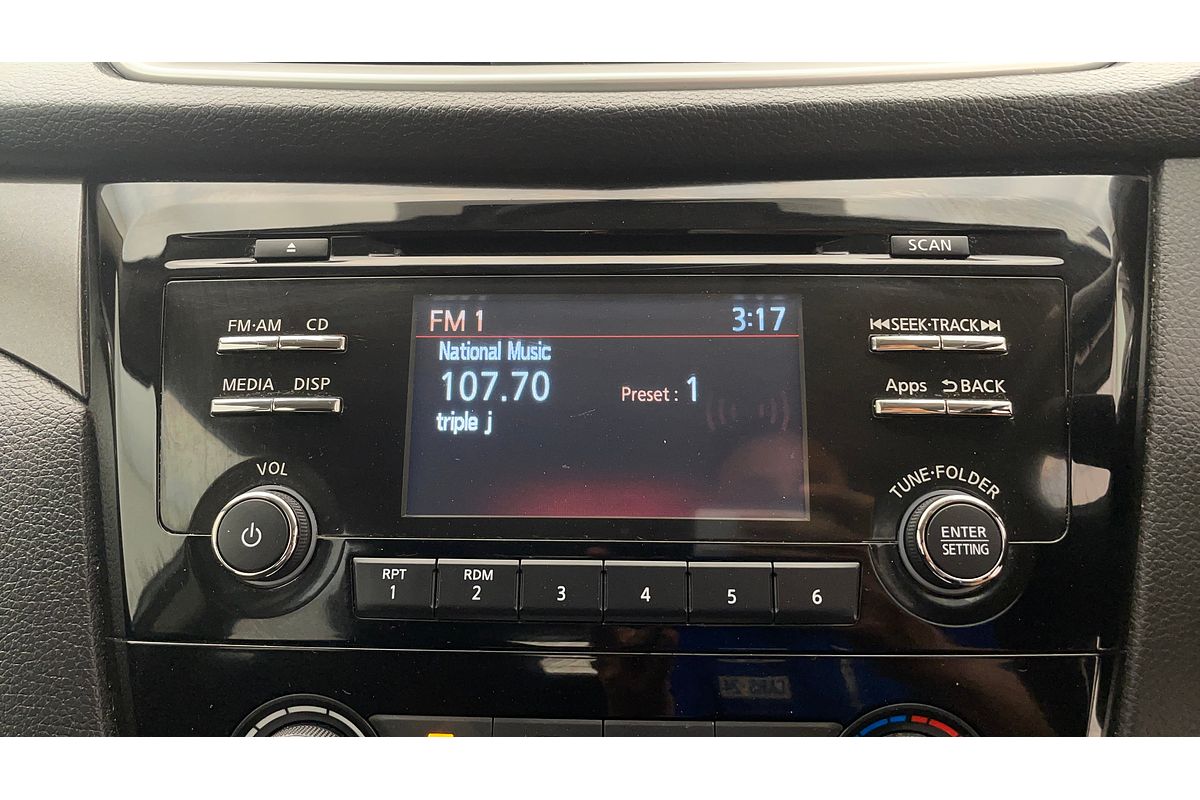 SCAN
FM·AM CD
MEDIA DISP
VOL
FM 1 3:17
National Music
107.70 Preset : 1
triple j
SEEK·TRACK
Apps BACK
TUNE·FOLDER
ENTER
SETTING
RPT
1
RDM
2
3
4
5
6